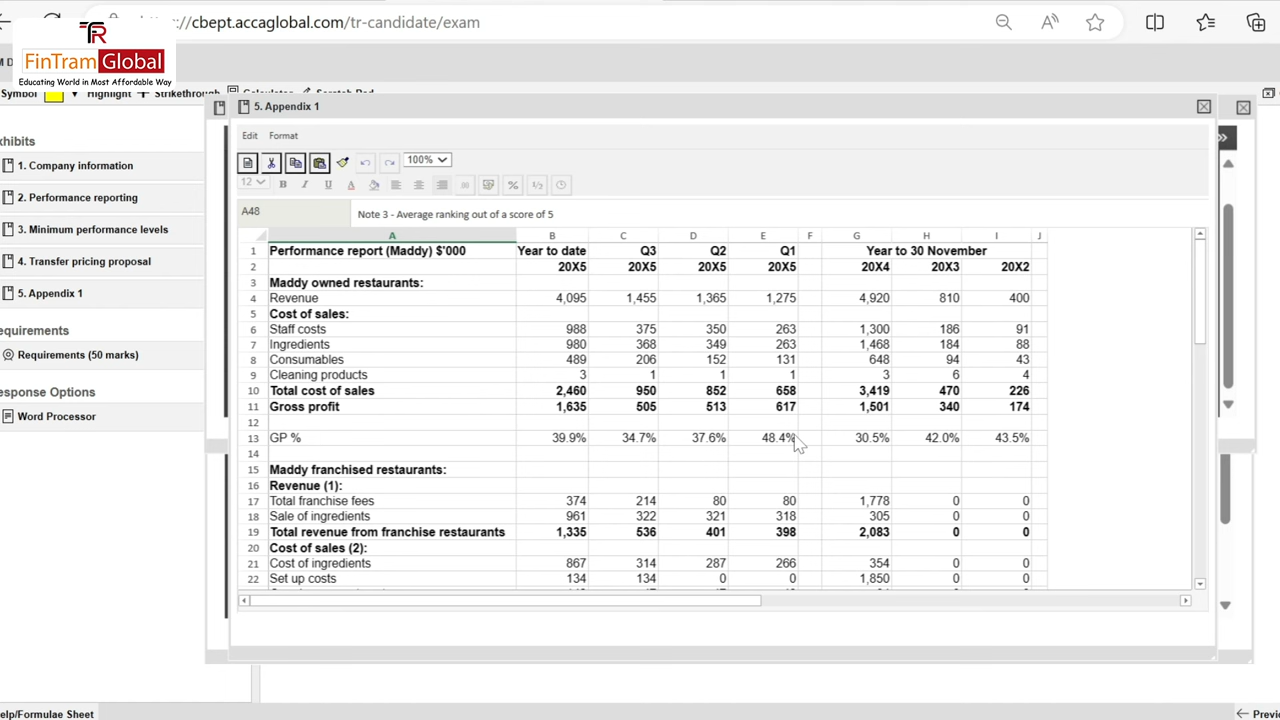 ://cbept.accaglobal.com/tr-candidate/exam
FR
FinTram Global
Educating World in Most Affordable Way
M D
Symbol Highlight Strikethrough Calculator Scratch Pad
xhibits
1. Company information
2. Performance reporting
3. Minimum performance levels
4. Transfer pricing proposal
5. Appendix 1
equirements
Requirements (50 marks)
esponse Options
Word Processor
elp/Formulae Sheet
5. Appendix 1
Edit Format
100%
12 B I U A % ½
A48 Note 3 - Average ranking out of a score of 5
A B C D E F G H I J
1 Performance report (Maddy) $'000 Year to date Q3 Q2 Q1 Year to 30 November
2 20X5 20X5 20X5 20X5 20X4 20X3 20X2
3 Maddy owned restaurants:
4 Revenue 4,095 1,455 1,365 1,275 4,920 810 400
5 Cost of sales:
6 Staff costs 988 375 350 263 1,300 186 91
7 Ingredients 980 368 349 263 1,468 184 88
8 Consumables 489 206 152 131 648 94 43
9 Cleaning products 3 1 1 1 3 6 4
10 Total cost of sales 2,460 950 852 658 3,419 470 226
11 Gross profit 1,635 505 513 617 1,501 340 174
12
13 GP % 39.9% 34.7% 37.6% 48.4% 30.5% 42.0% 43.5%
14
15 Maddy franchised restaurants:
16 Revenue (1):
17 Total franchise fees 374 214 80 80 1,778 0 0
18 Sale of ingredients 961 322 321 318 305 0 0
19 Total revenue from franchise restaurants 1,335 536 401 398 2,083 0 0
20 Cost of sales (2):
21 Cost of ingredients 867 314 287 266 354 0 0
22 Set up costs 134 134 0 0 1,850 0 0
Previo